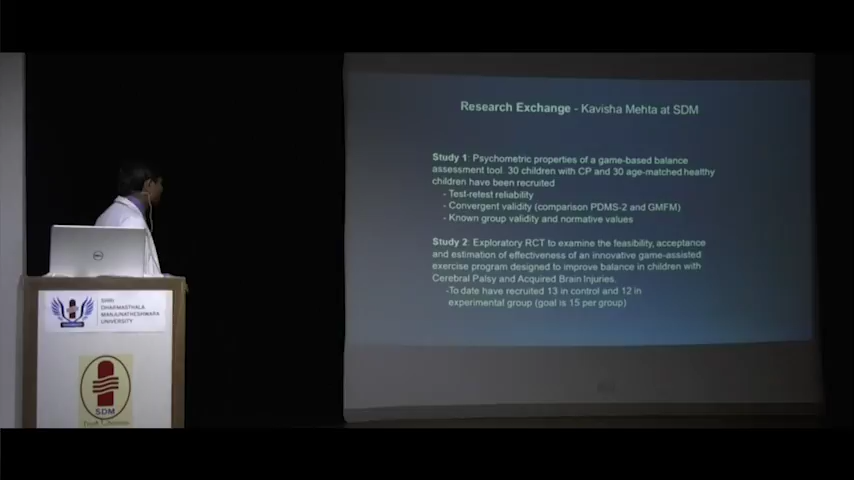 Research Exchange - Kavisha Mehta at SDM
Study 1: Psychometric properties of a game-based balance
assessment tool. 30 children with CP and 30 age-matched healthy
children have been recruited
- Test-retest reliability
- Convergent validity (comparison PDMS-2 and GMFM)
- Known group validity and normative values
Study 2: Exploratory RCT to examine the feasibility, acceptance
and estimation of effectiveness of an innovative game-assisted
exercise program designed to improve balance in children with
Cerebral Palsy and Acquired Brain Injuries.
-To date have recruited 13 in control and 12 in
experimental group (goal is 15 per group)
DELL
SHRI
DHARMASTHALA
MANJUNATHESHWARA
UNIVERSITY
SDM